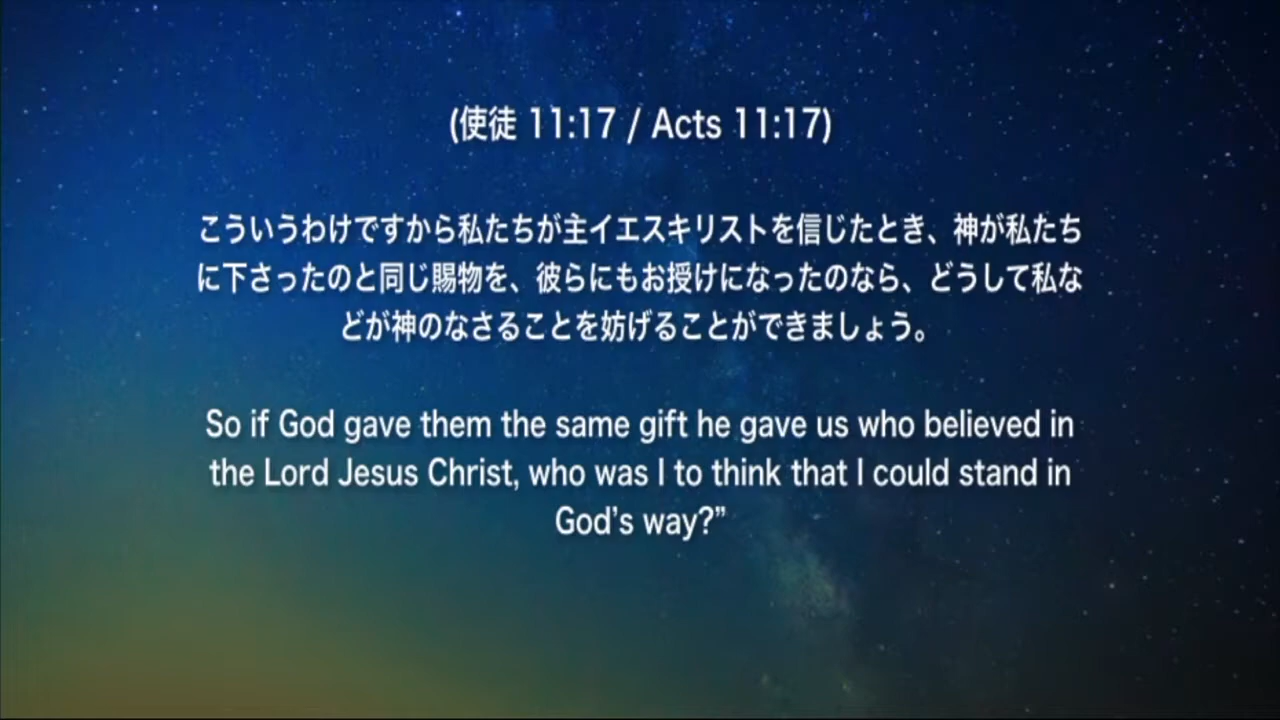 (使徒 11:17 / Acts 11:17)
こういうわけですから私たちが主イエスキリストを信じたとき、神が私たち
に下さったのと同じ賜物を、彼らにもお授けになったのなら、どうして私な
どが神のなさることを妨げることができましょう。
So if God gave them the same gift he gave us who believed in
the Lord Jesus Christ, who was I to think that I could stand in
God’s way?”